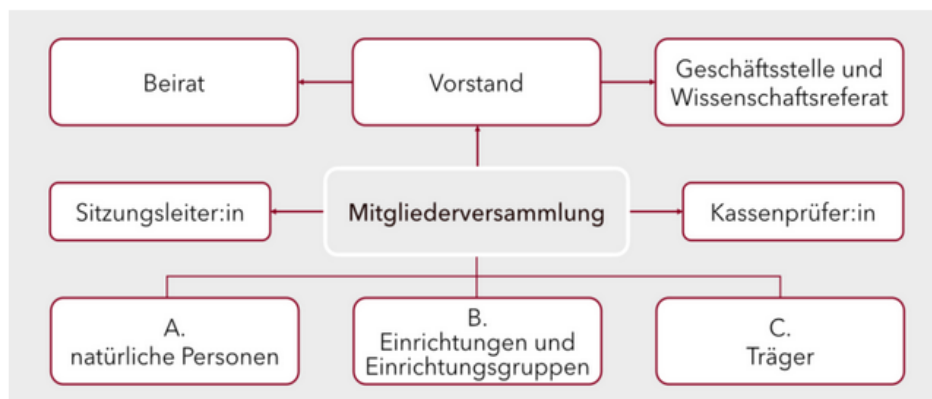 Beirat
Vorstand
Geschäftsstelle und
Wissenschaftsreferat
Sitzungsleiter:in
Mitgliederversammlung
Kassenprüfer:in
A.
natürliche Personen
B.
Einrichtungen und
Einrichtungsgruppen
C.
Träger